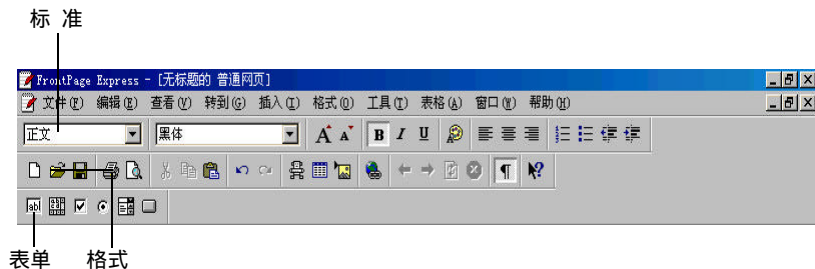 标 准
FrontPage Express - [无标题的 普通网页]
文件(F) 编辑(E) 查看(V) 转到(G) 插入(I) 格式(O) 工具(T) 表格(A) 窗口(W) 帮助(H)
正文 黑体 A A B I U
abl
表单 格式